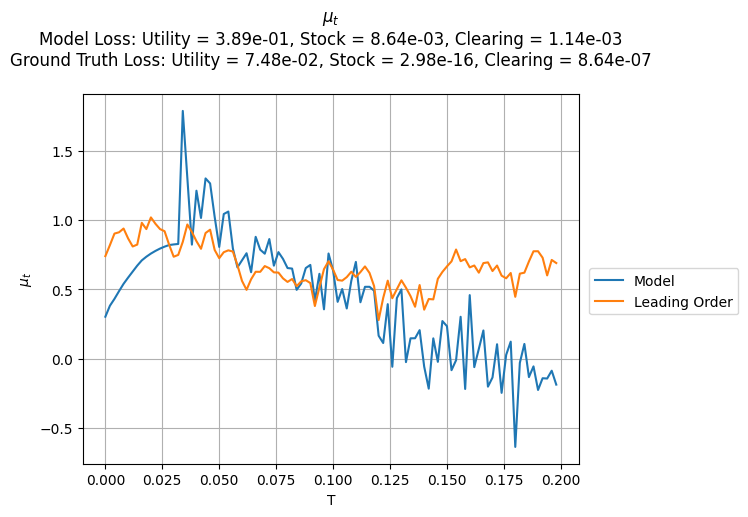 μt
Model Loss: Utility = 3.89e-01, Stock = 8.64e-03, Clearing = 1.14e-03
Ground Truth Loss: Utility = 7.48e-02, Stock = 2.98e-16, Clearing = 8.64e-07
1.5
1.0
0.5
0.0
−0.5
μt
0.000 0.025 0.050 0.075 0.100 0.125 0.150 0.175 0.200
T
Model
Leading Order